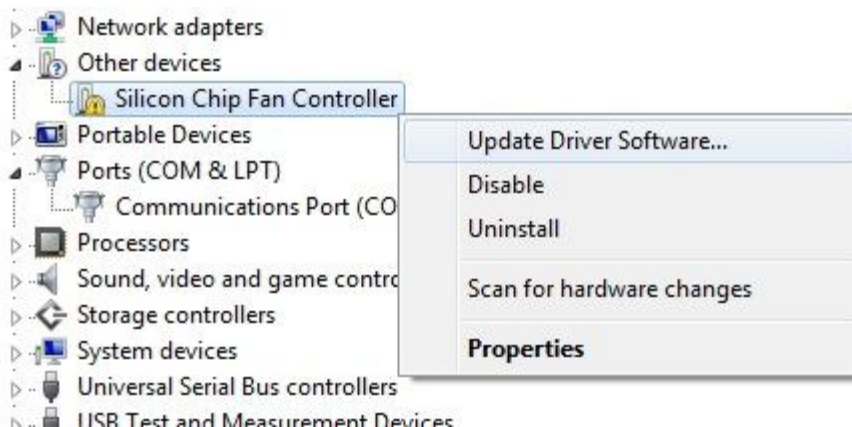 Network adapters
Other devices
Silicon Chip Fan Controller
Portable Devices
Update Driver Software...
Ports (COM & LPT)
Disable
Communications Port (CO
Uninstall
Processors
Sound, video and game contro
Scan for hardware changes
Storage controllers
System devices
Properties
Universal Serial Bus controllers
USB Test and Measurement Devices